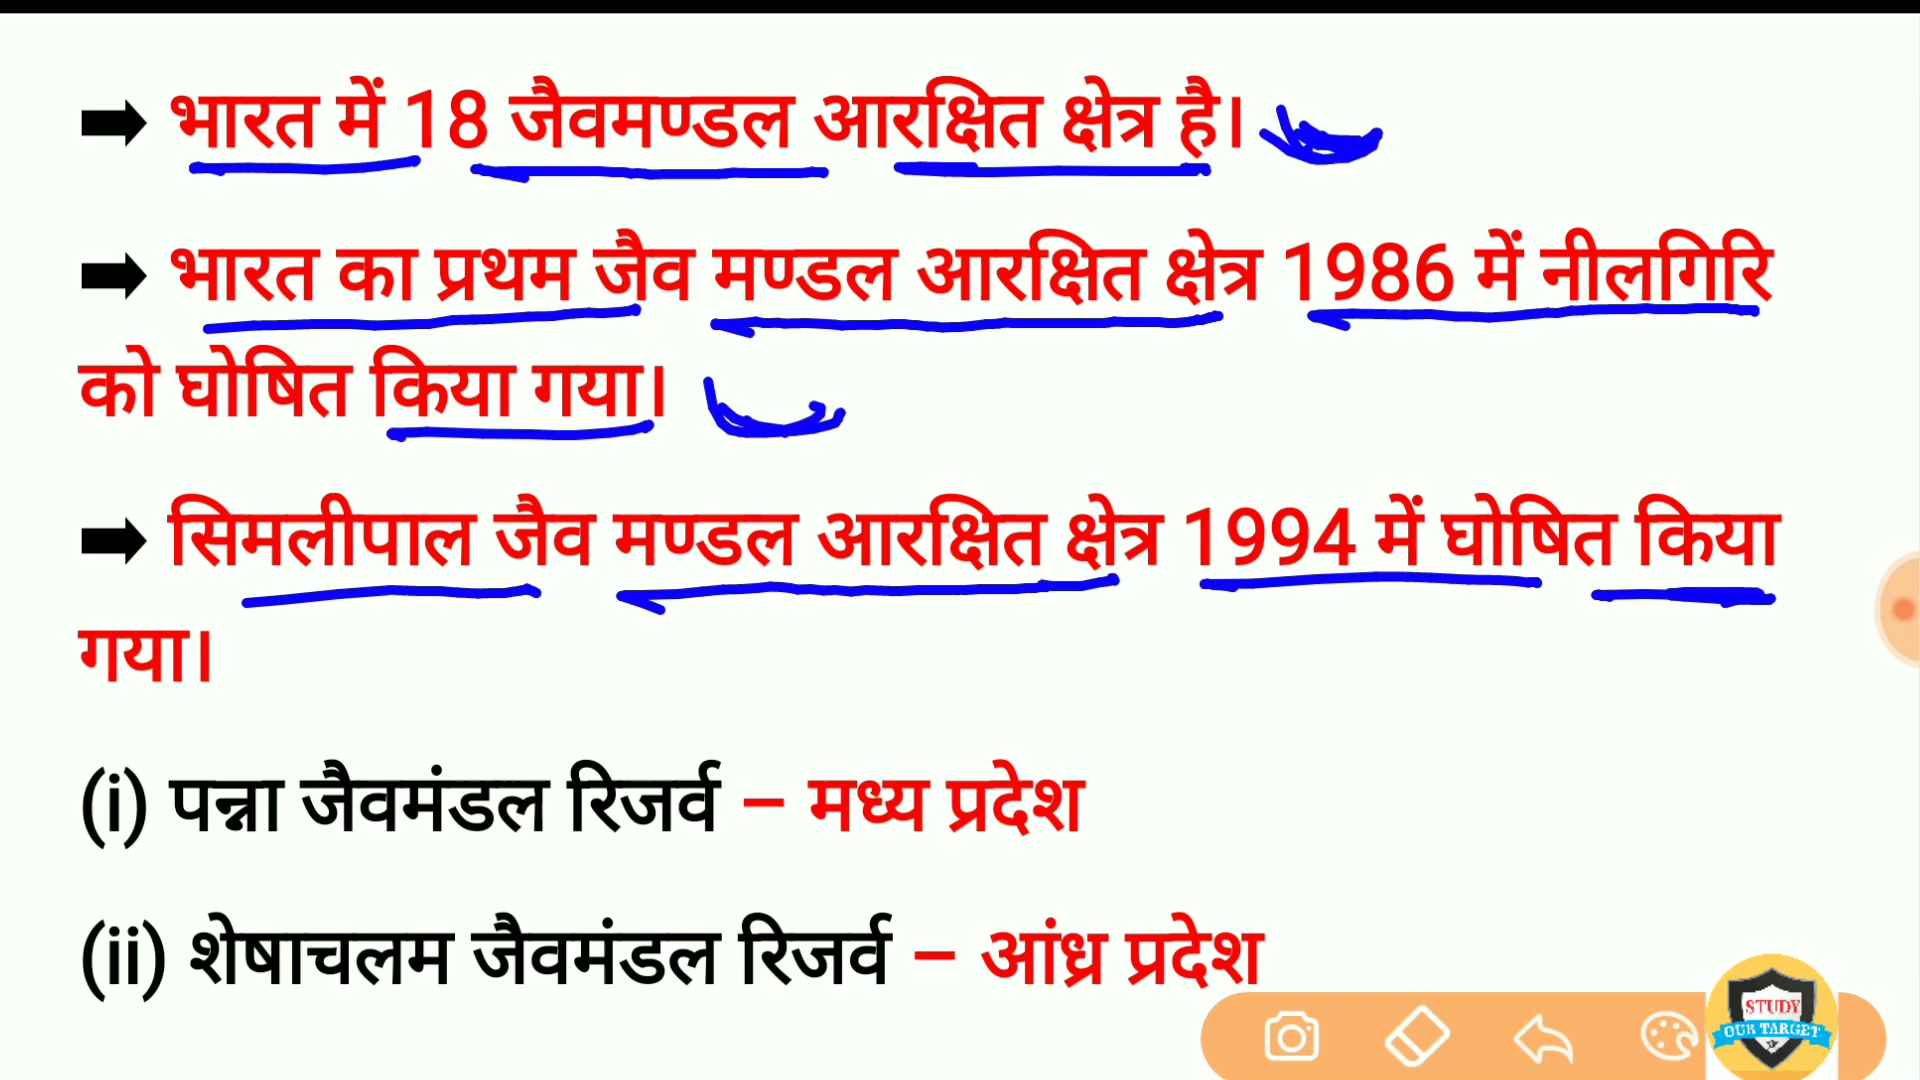 ➡ भारत में 18 जैवमण्डल आरक्षित क्षेत्र है।
➡ भारत का प्रथम जैव मण्डल आरक्षित क्षेत्र 1986 में नीलगिरि
को घोषित किया गया।
➡ सिमलीपाल जैव मण्डल आरक्षित क्षेत्र 1994 में घोषित किया
गया।
(i) पन्ना जैवमंडल रिजर्व – मध्य प्रदेश
(ii) शेषाचलम जैवमंडल रिजर्व – आंध्र प्रदेश
STUDY
OUR TARGET